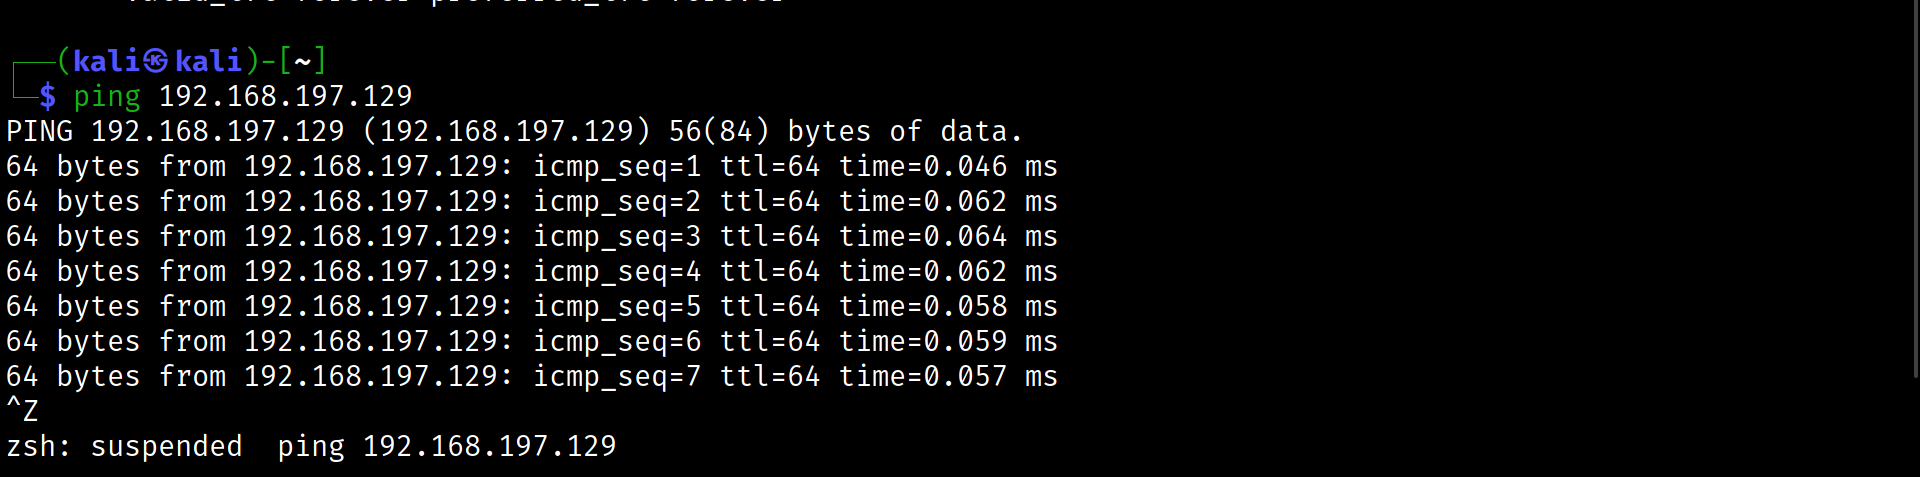 (kali㉿kali)-[~]
$ ping 192.168.197.129
PING 192.168.197.129 (192.168.197.129) 56(84) bytes of data.
64 bytes from 192.168.197.129: icmp_seq=1 ttl=64 time=0.046 ms
64 bytes from 192.168.197.129: icmp_seq=2 ttl=64 time=0.062 ms
64 bytes from 192.168.197.129: icmp_seq=3 ttl=64 time=0.064 ms
64 bytes from 192.168.197.129: icmp_seq=4 ttl=64 time=0.062 ms
64 bytes from 192.168.197.129: icmp_seq=5 ttl=64 time=0.058 ms
64 bytes from 192.168.197.129: icmp_seq=6 ttl=64 time=0.059 ms
64 bytes from 192.168.197.129: icmp_seq=7 ttl=64 time=0.057 ms
^Z
zsh: suspended  ping 192.168.197.129